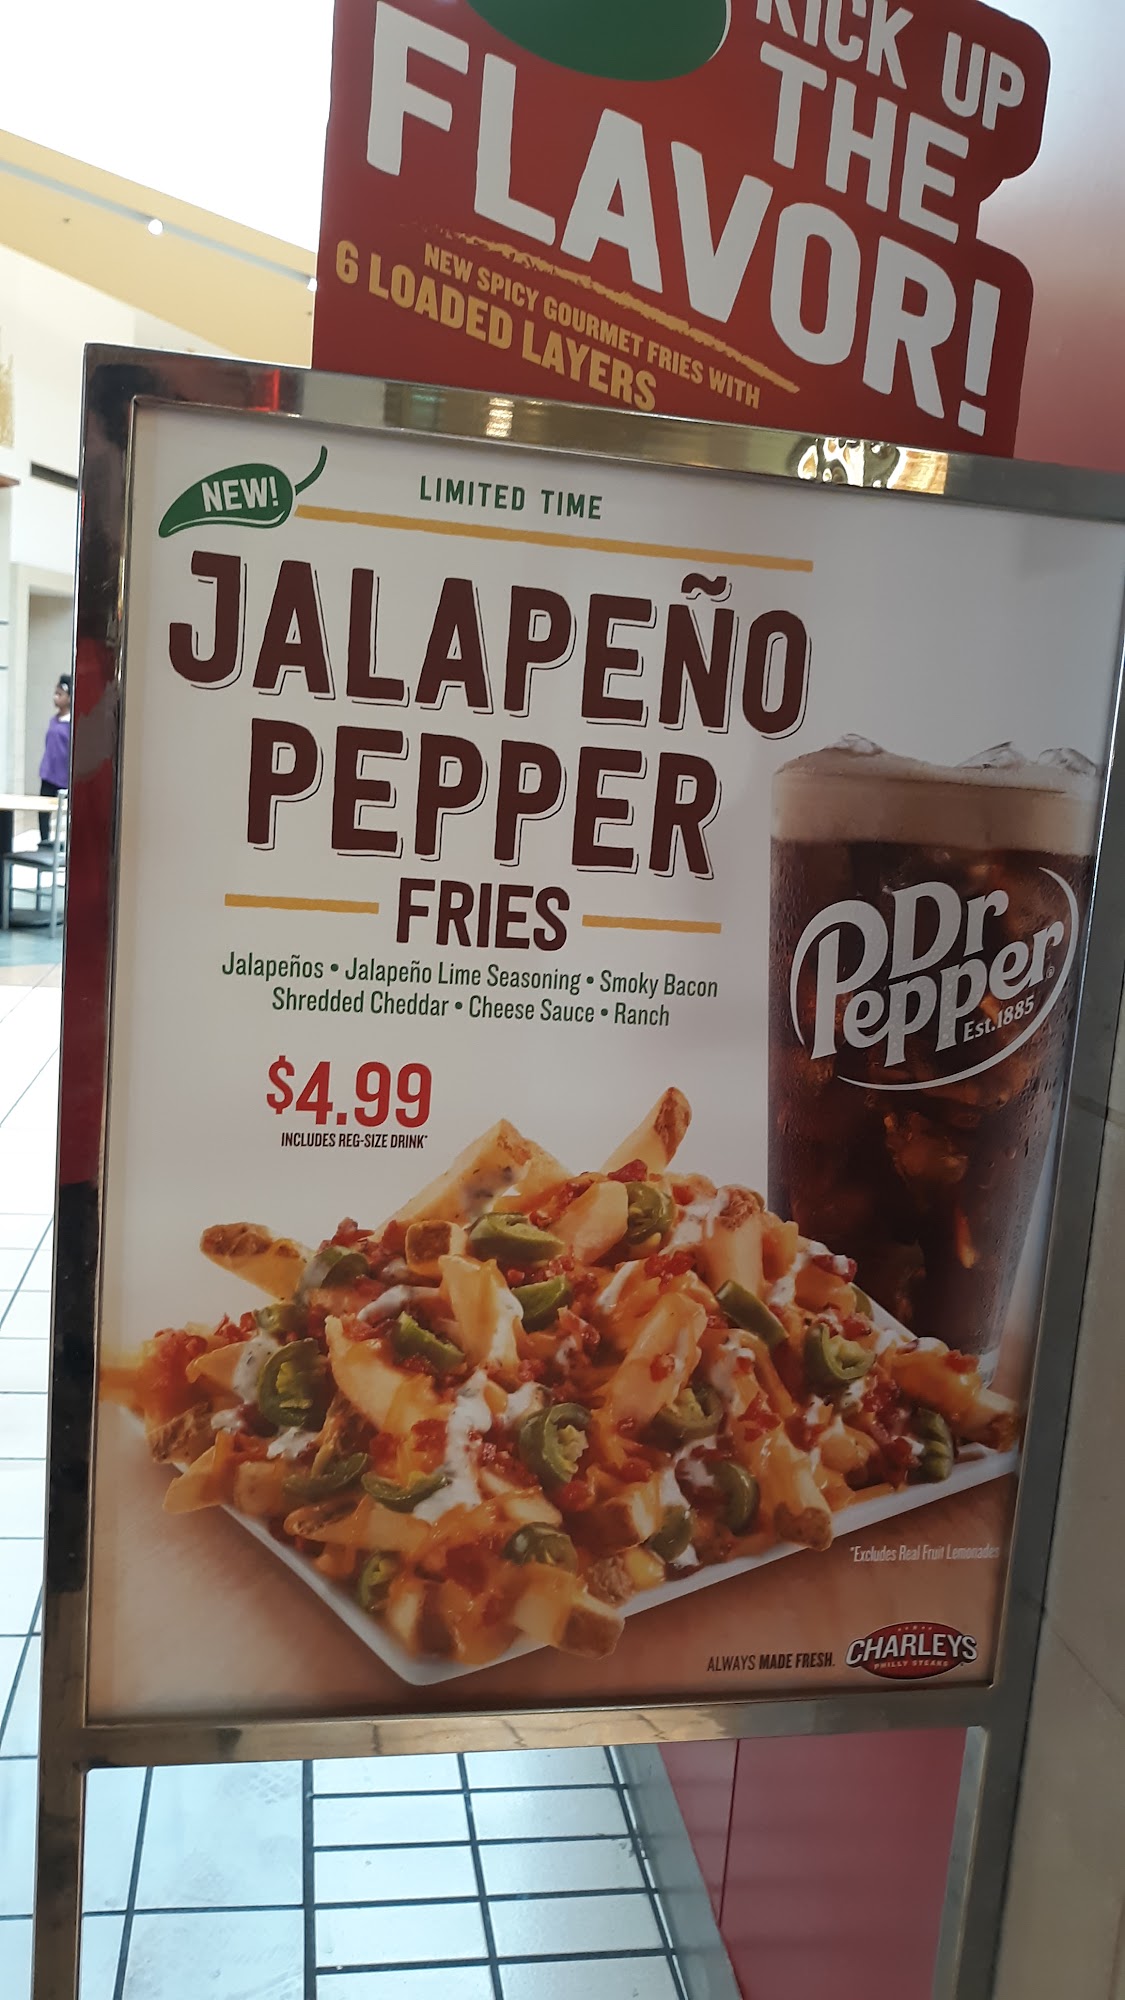 KICK UP
THE
FLAVOR!
NEW SPICY GOURMET FRIES WITH
6 LOADED LAYERS
NEW!
LIMITED TIME
JALAPEÑO
PEPPER
FRIES
Jalapeños • Jalapeño Lime Seasoning • Smoky Bacon
Shredded Cheddar • Cheese Sauce • Ranch
$4.99
INCLUDES REG-SIZE DRINK*
Dr
Pepper®
Est.1885
*Excludes Real Fruit Lemonades
ALWAYS MADE FRESH.
CHARLEYS
PHILLY STEAKS